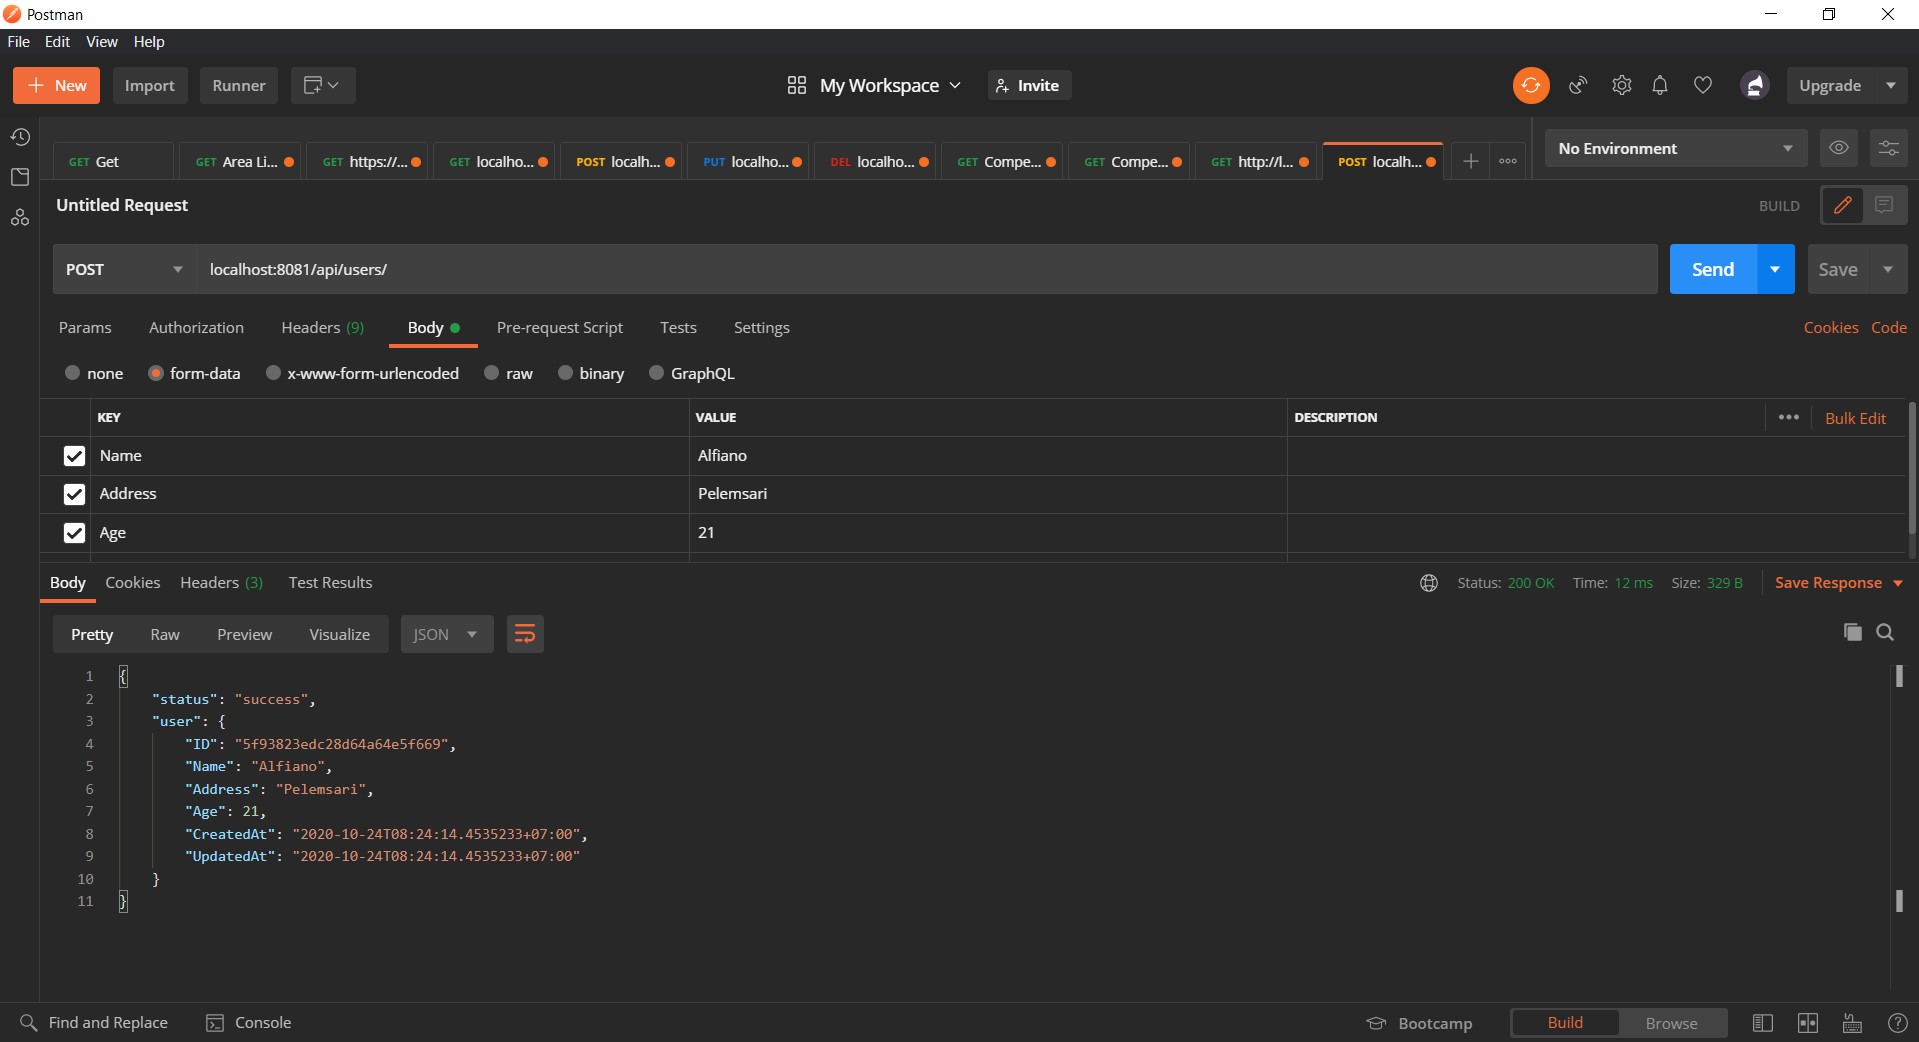 Postman
File Edit View Help
New Import Runner My Workspace Invite Upgrade
GET Get GET Area Li... GET https://... GET localho... POST localh... PUT localho... DEL localho... GET Compe... GET Compe... GET http://l... POST localh... No Environment
Untitled Request BUILD
POST localhost:8081/api/users/ Send Save
Params Authorization Headers (9) Body Pre-request Script Tests Settings Cookies Code
none form-data x-www-form-urlencoded raw binary GraphQL
KEY VALUE DESCRIPTION Bulk Edit
Name Alfiano
Address Pelemsari
Age 21
Body Cookies Headers (3) Test Results Status: 200 OK Time: 12 ms Size: 329 B Save Response
Pretty Raw Preview Visualize JSON
1 {
2 "status": "success",
3 "user": {
4 "ID": "5f93823edc28d64a64e5f669",
5 "Name": "Alfiano",
6 "Address": "Pelemsari",
7 "Age": 21,
8 "CreatedAt": "2020-10-24T08:24:14.4535233+07:00",
9 "UpdatedAt": "2020-10-24T08:24:14.4535233+07:00"
10 }
11 }
Find and Replace Console Bootcamp Build Browse